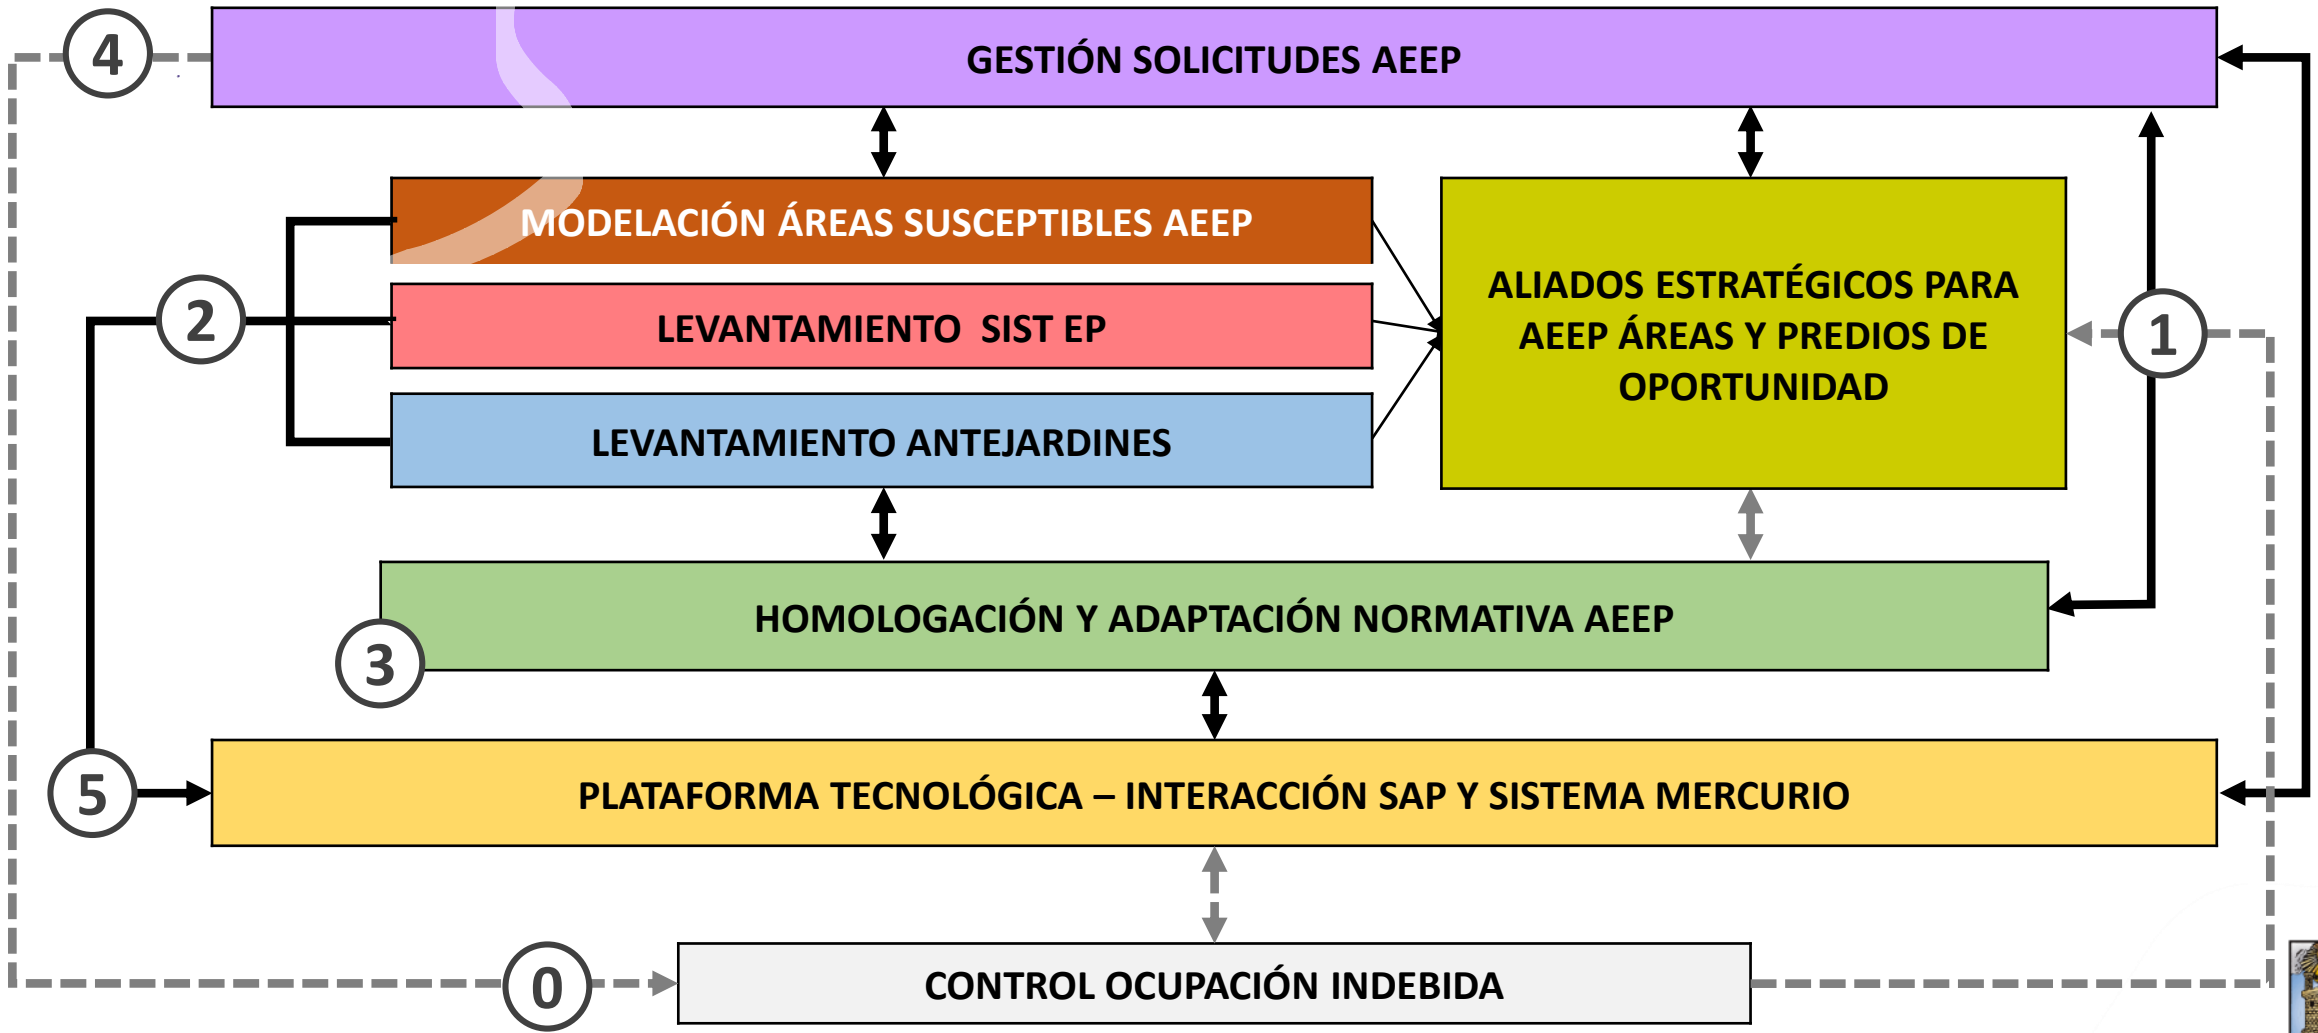 4
GESTIÓN SOLICITUDES AEEP
MODELACIÓN ÁREAS SUSCEPTIBLES AEEP
2
LEVANTAMIENTO SIST EP
LEVANTAMIENTO ANTEJARDINES
ALIADOS ESTRATÉGICOS PARA
AEEP ÁREAS Y PREDIOS DE
OPORTUNIDAD
1
HOMOLOGACIÓN Y ADAPTACIÓN NORMATIVA AEEP
3
5
PLATAFORMA TECNOLÓGICA – INTERACCIÓN SAP Y SISTEMA MERCURIO
0
CONTROL OCUPACIÓN INDEBIDA